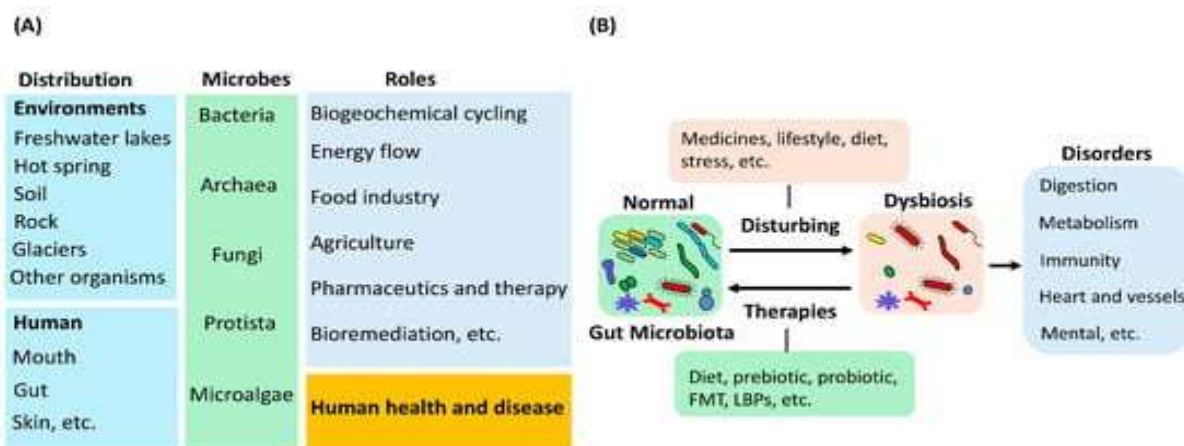 (A)
Distribution
Environments
Freshwater lakes
Hot spring
Soil
Rock
Glaciers
Other organisms
Human
Mouth
Gut
Skin, etc.
Microbes
Bacteria
Archaea
Fungi
Protista
Microalgae
Roles
Biogeochemical cycling
Energy flow
Food industry
Agriculture
Pharmaceutics and therapy
Bioremediation, etc.
Human health and disease
(B)
Medicines, lifestyle, diet,
stress, etc.
Normal
Disturbing
Dysbiosis
Therapies
Gut Microbiota
Diet, prebiotic, probiotic,
FMT, LBPs, etc.
Disorders
Digestion
Metabolism
Immunity
Heart and vessels
Mental, etc.